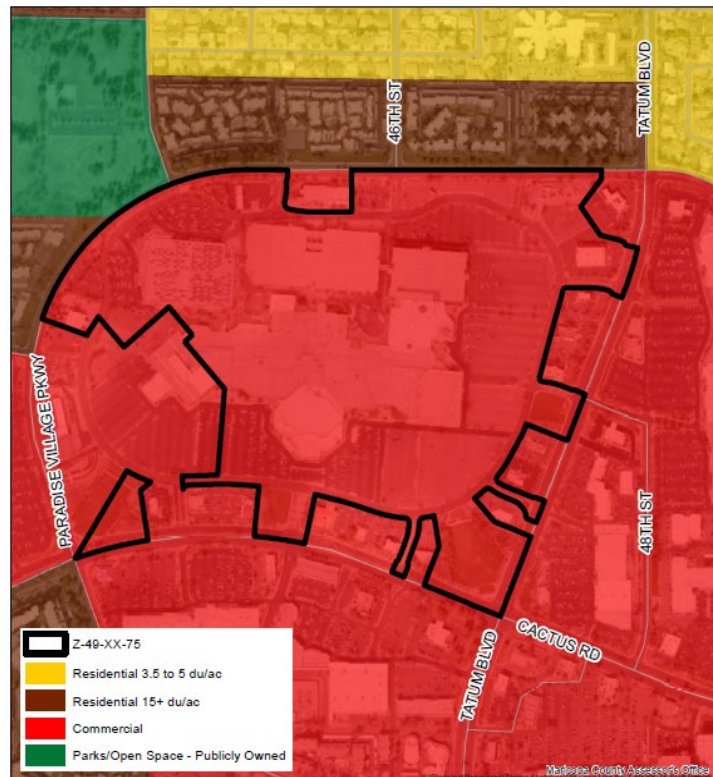 46TH ST
TATUM BLVD
PARADISE VILLAGE PKWY
48TH ST
CACTUS RD
TATUM BLVD
Z-49-XX-75
Residential 3.5 to 5 du/ac
Residential 15+ du/ac
Commercial
Parks/Open Space - Publicly Owned
Maricopa County Assessor's Office